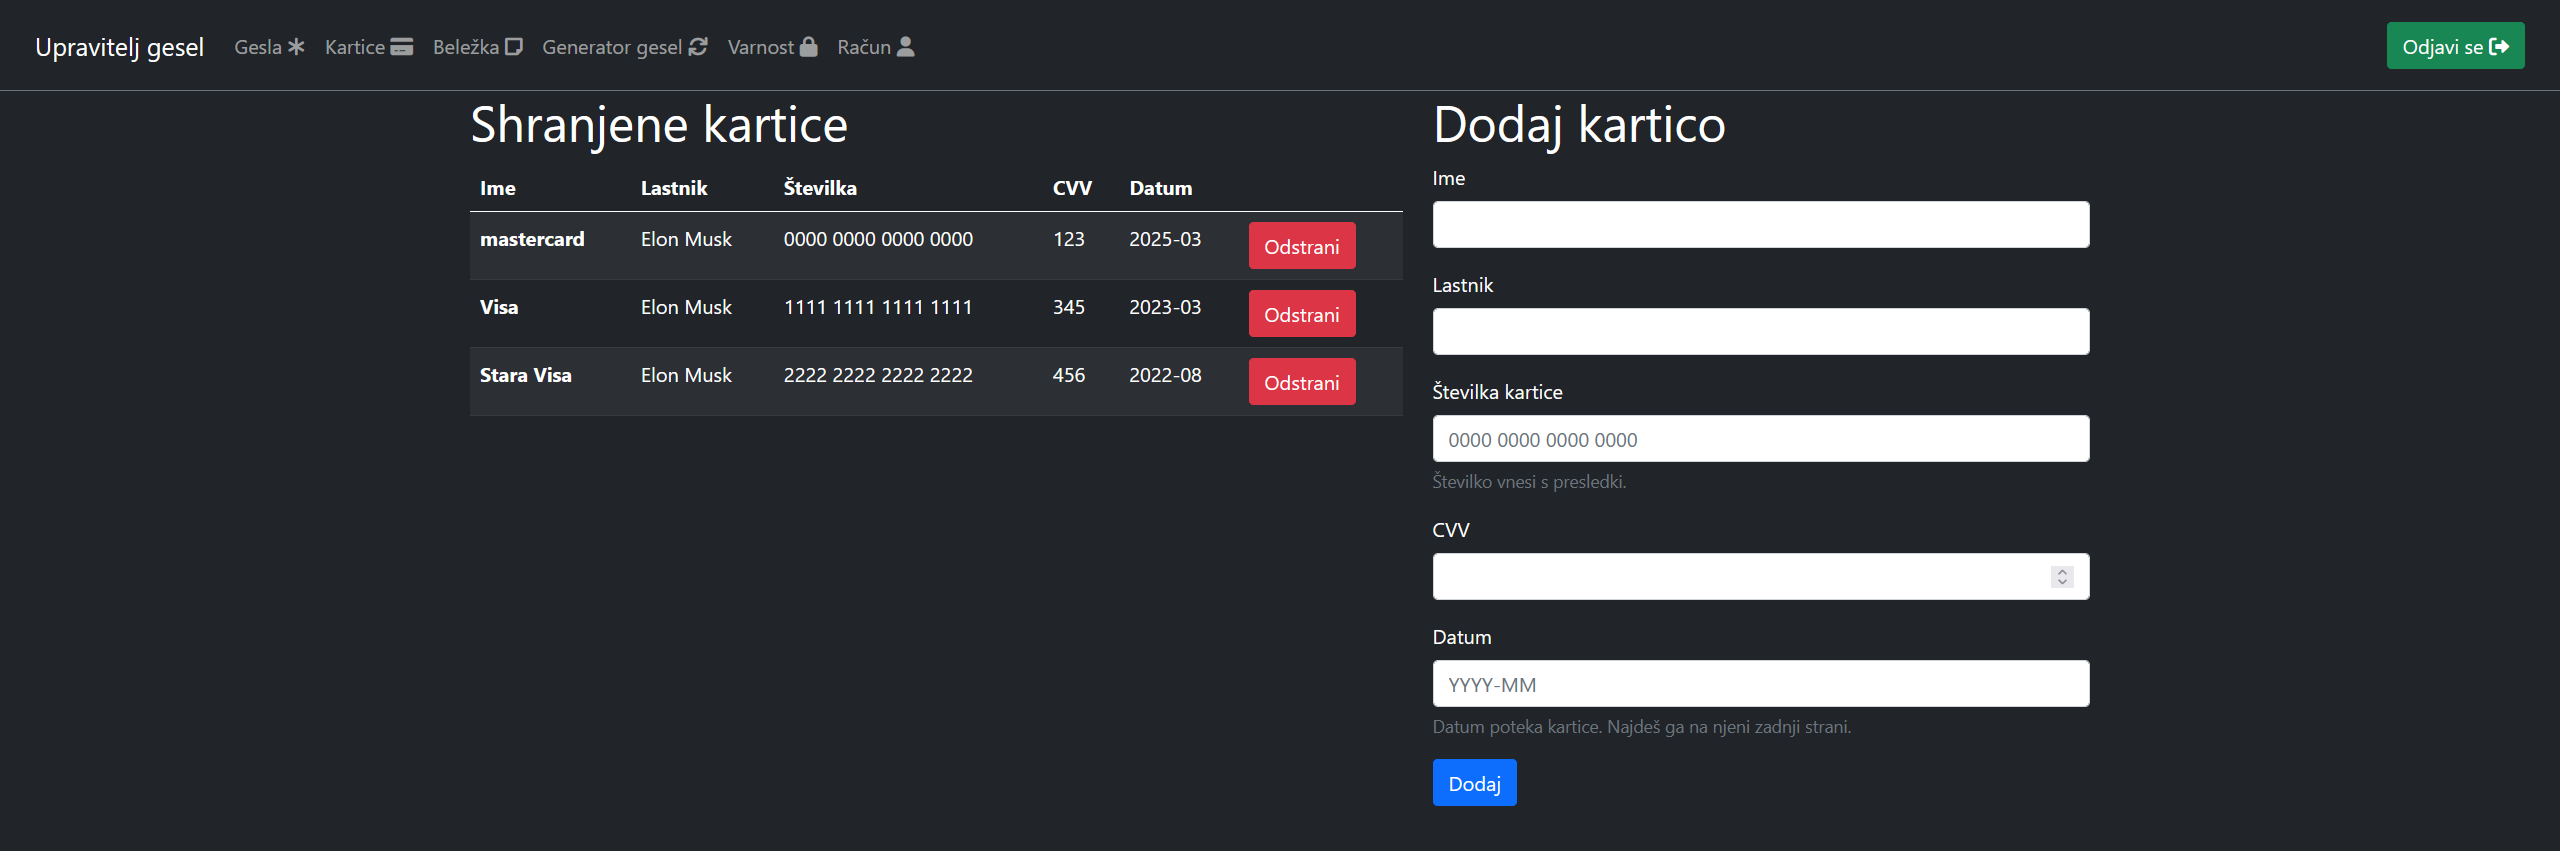 Upravitelj gesel Gesla Kartice Beležka Generator gesel Varnost Račun Odjavi se
Shranjene kartice
Ime Lastnik Številka CVV Datum
mastercard Elon Musk 0000 0000 0000 0000 123 2025-03 Odstrani
Visa Elon Musk 1111 1111 1111 1111 345 2023-03 Odstrani
Stara Visa Elon Musk 2222 2222 2222 2222 456 2022-08 Odstrani
Dodaj kartico
Ime
Lastnik
Številka kartice
0000 0000 0000 0000
Številko vnesi s presledki.
CVV
Datum
YYYY-MM
Datum poteka kartice. Najdeš ga na njeni zadnji strani.
Dodaj